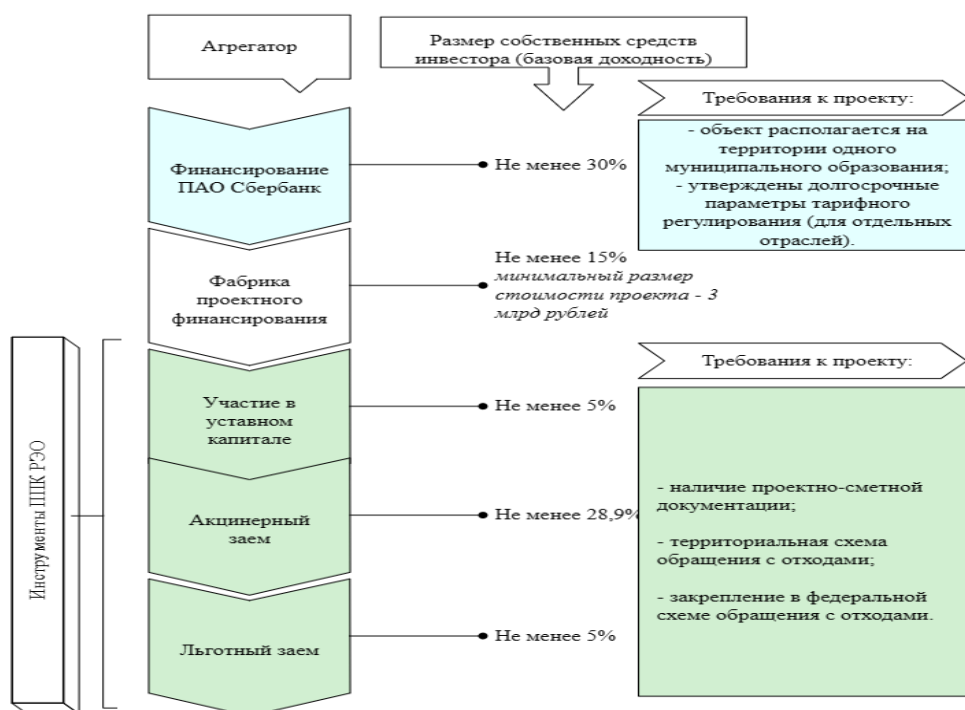 Агрегатор
Размер собственных средств
инвестора (базовая доходность)
Требования к проекту:
Финансирование
ПАО Сбербанк
Не менее 30%
- объект располагается на
территории одного
муниципального образования;
- утверждены долгосрочные
параметры тарифного
регулирования (для отдельных
отраслей).
Фабрика
проектного
финансирования
Не менее 15%
минимальный размер
стоимости проекта - 3
млрд рублей
Инструменты ППК РЭО
Требования к проекту:
Участие в
уставном
капитале
Не менее 5%
Акцинерный
заем
Не менее 28,9%
Льготный заем
Не менее 5%
- наличие проектно-сметной
документации;
- территориальная схема
обращения с отходами;
- закрепление в федеральной
схеме обращения с отходами.